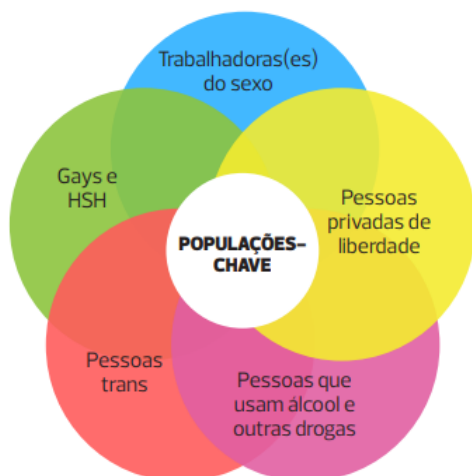 Trabalhadoras(es)
do sexo
Gays e
HSH
POPULAÇÕES-
CHAVE
Pessoas
privadas de
liberdade
Pessoas
trans
Pessoas que
usam álcool e
outras drogas